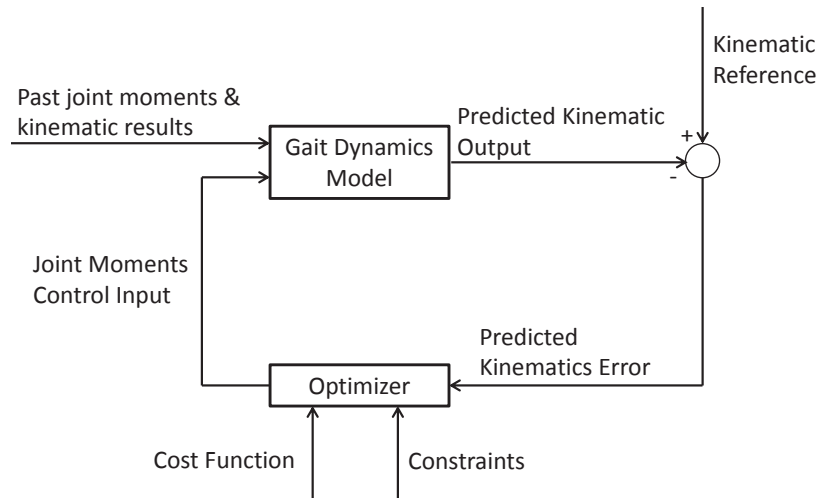 Kinematic
Reference
Past joint moments &
kinematic results
Predicted Kinematic
Output
+
-
Gait Dynamics
Model
Joint Moments
Control Input
Predicted
Kinematics Error
Optimizer
Cost Function
Constraints